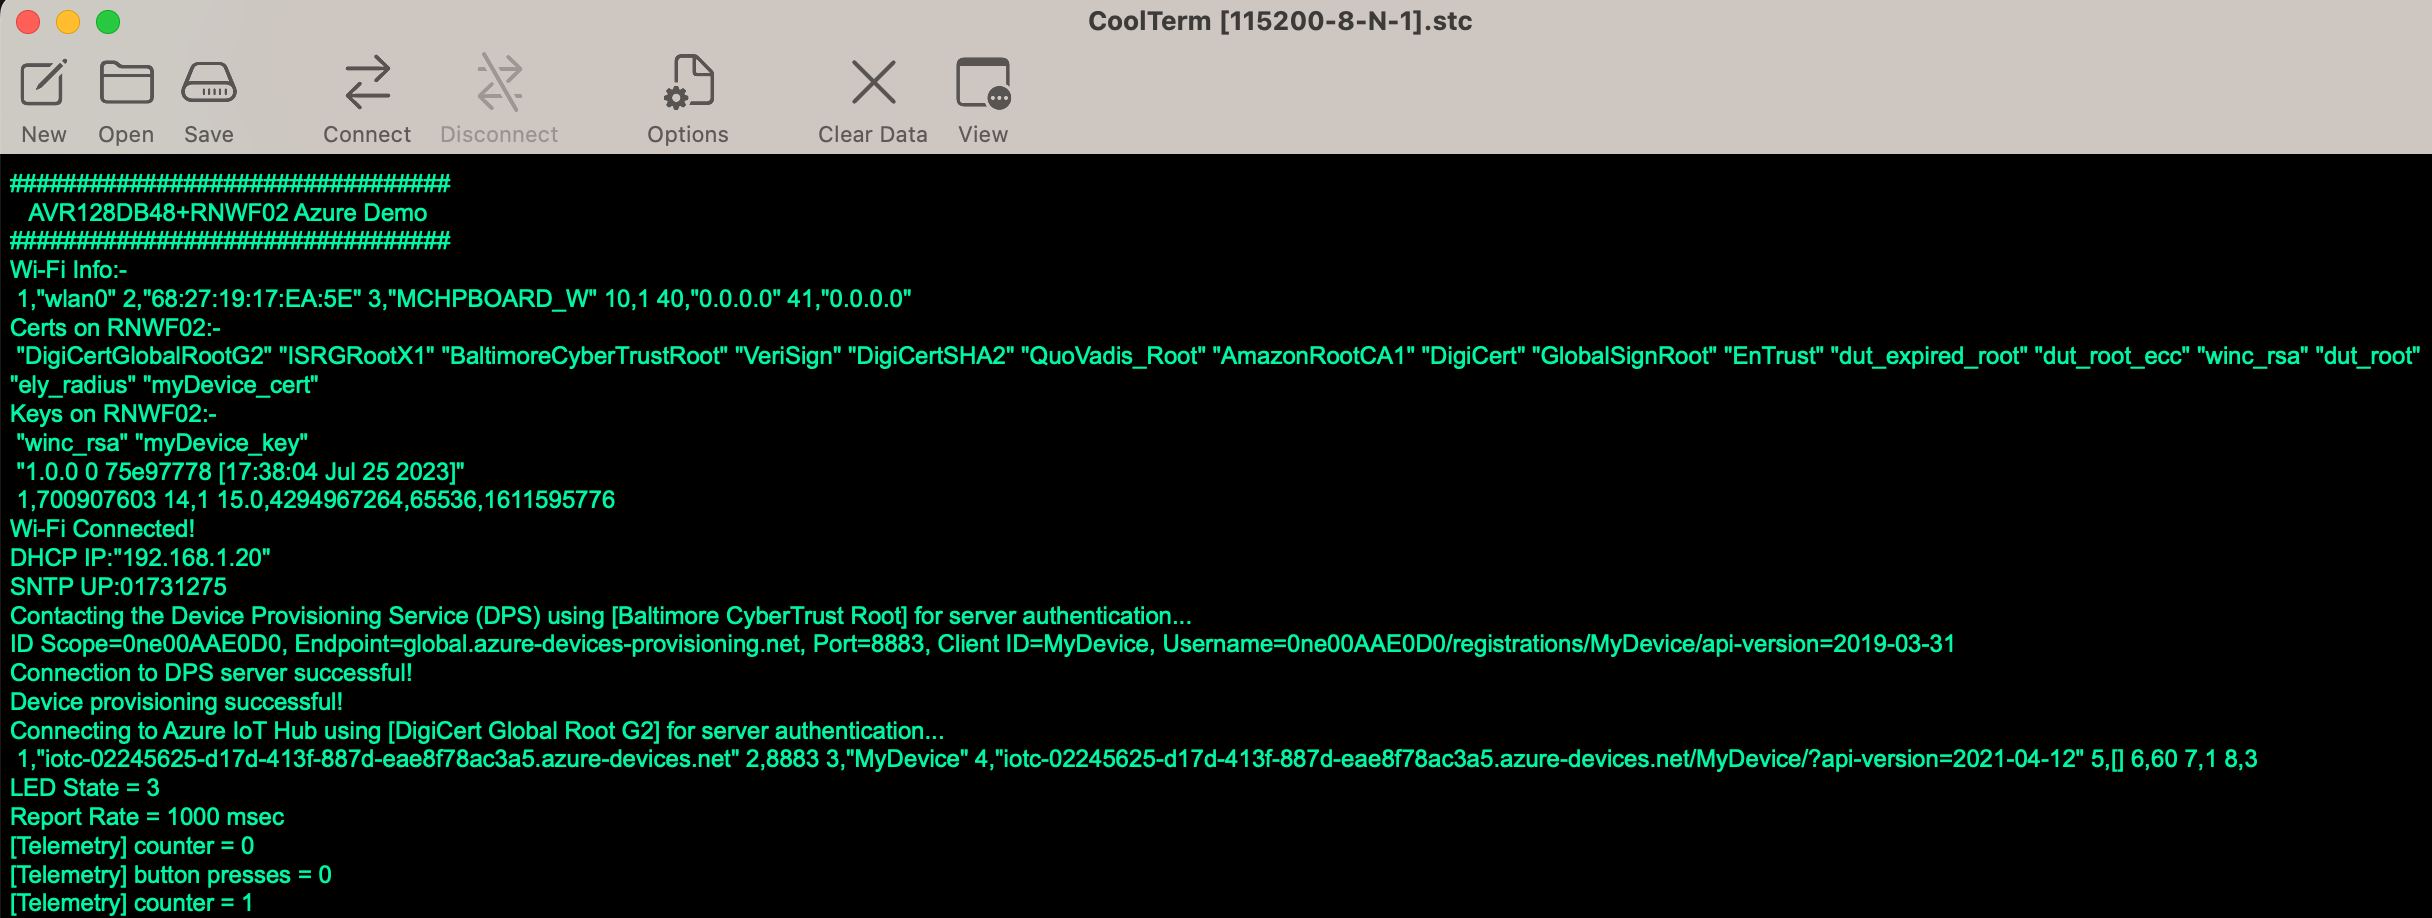 CoolTerm [115200-8-N-1].stc
New Open Save Connect Disconnect Options Clear Data View
#################################
AVR128DB48+RNWF02 Azure Demo
#################################
Wi-Fi Info:-
1,"wlan0" 2,"68:27:19:17:EA:5E" 3,"MCHPBOARD_W" 10,1 40,"0.0.0.0" 41,"0.0.0.0"
Certs on RNWF02:-
"DigiCertGlobalRootG2" "ISRGRootX1" "BaltimoreCyberTrustRoot" "VeriSign" "DigiCertSHA2" "QuoVadis_Root" "AmazonRootCA1" "DigiCert" "GlobalSignRoot" "EnTrust" "dut_expired_root" "dut_root_ecc" "winc_rsa" "dut_root"
"ely_radius" "myDevice_cert"
Keys on RNWF02:-
"winc_rsa" "myDevice_key"
"1.0.0 0 75e97778 [17:38:04 Jul 25 2023]"
1,700907603 14,1 15.0,4294967264,65536,1611595776
Wi-Fi Connected!
DHCP IP:"192.168.1.20"
SNTP UP:01731275
Contacting the Device Provisioning Service (DPS) using [Baltimore CyberTrust Root] for server authentication...
ID Scope=0ne00AAE0D0, Endpoint=global.azure-devices-provisioning.net, Port=8883, Client ID=MyDevice, Username=0ne00AAE0D0/registrations/MyDevice/api-version=2019-03-31
Connection to DPS server successful!
Device provisioning successful!
Connecting to Azure IoT Hub using [DigiCert Global Root G2] for server authentication...
1,"iotc-02245625-d17d-413f-887d-eae8f78ac3a5.azure-devices.net" 2,8883 3,"MyDevice" 4,"iotc-02245625-d17d-413f-887d-eae8f78ac3a5.azure-devices.net/MyDevice/?api-version=2021-04-12" 5,[] 6,60 7,1 8,3
LED State = 3
Report Rate = 1000 msec
[Telemetry] counter = 0
[Telemetry] button presses = 0
[Telemetry] counter = 1